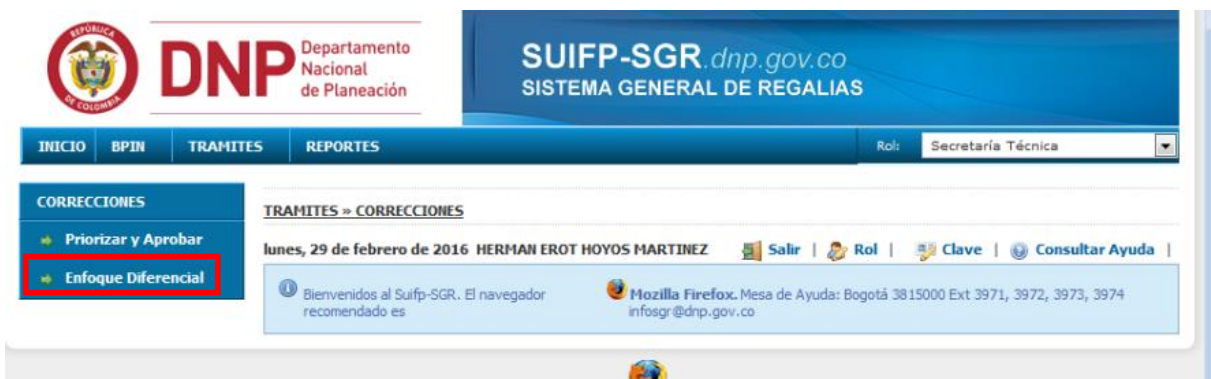 REPÚBLICA
DE COLOMBIA
DNP Departamento
Nacional
de Planeación
SUIFP-SGR.dnp.gov.co
SISTEMA GENERAL DE REGALIAS
INICIO BPIN TRAMITES REPORTES Rol: Secretaría Técnica
CORRECCIONES
Priorizar y Aprobar
Enfoque Diferencial
TRAMITES » CORRECCIONES
lunes, 29 de febrero de 2016 HERMAN EROT HOYOS MARTINEZ Salir | Rol | Clave | Consultar Ayuda |
Bienvenidos al Suifp-SGR. El navegador
recomendado es
Mozilla Firefox. Mesa de Ayuda: Bogotá 3815000 Ext 3971, 3972, 3973, 3974
infosgr@dnp.gov.co